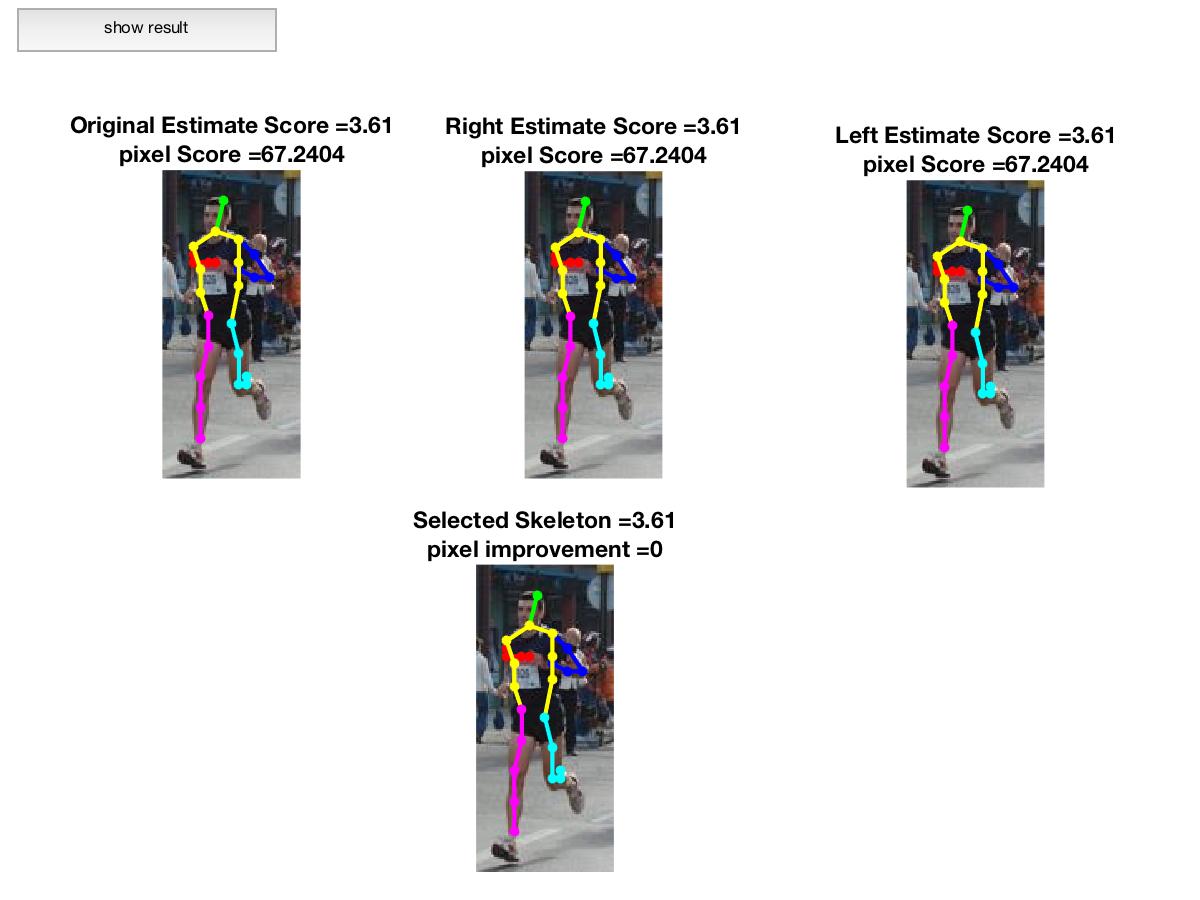 show result
Original Estimate Score =3.61
pixel Score =67.2404
Right Estimate Score =3.61
pixel Score =67.2404
Left Estimate Score =3.61
pixel Score =67.2404
Selected Skeleton =3.61
pixel improvement =0